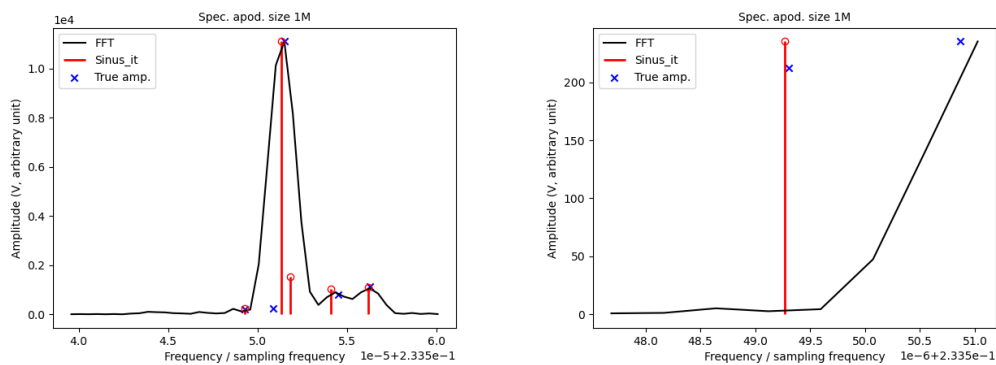 Spec. apod. size 1M
1e4
FFT
Sinus_it
True amp.
Amplitude (V, arbitrary unit)
1.0
0.8
0.6
0.4
0.2
0.0
4.0 4.5 5.0 5.5 6.0
Frequency / sampling frequency 1e-5+2.335e-1
Spec. apod. size 1M
FFT
Sinus_it
True amp.
Amplitude (V, arbitrary unit)
200
150
100
50
0
48.0 48.5 49.0 49.5 50.0 50.5 51.0
Frequency / sampling frequency 1e-6+2.335e-1